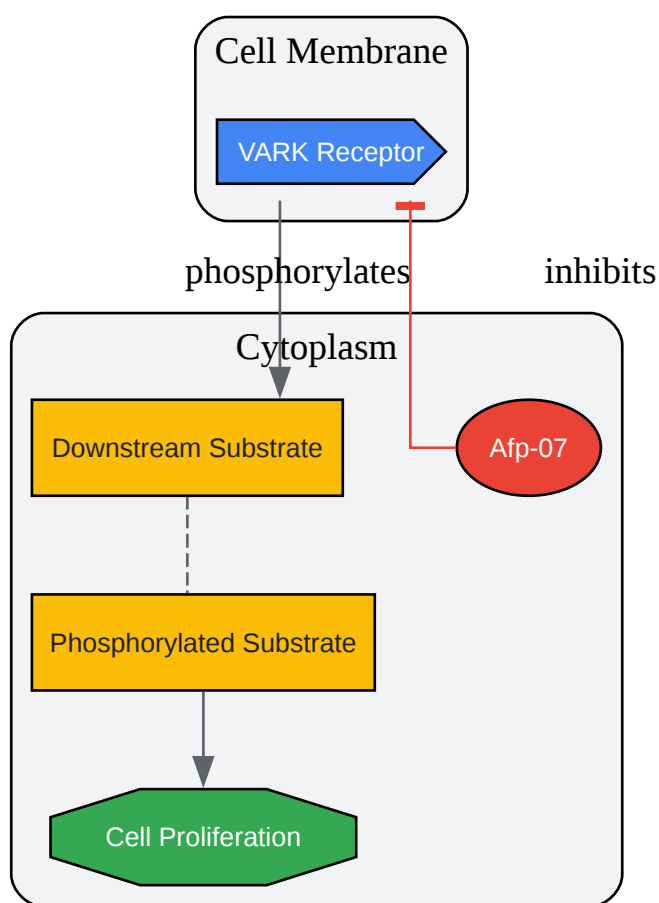 Cell Membrane
VARK Receptor
phosphorylates
inhibits
Cytoplasm
Downstream Substrate
Afp-07
Phosphorylated Substrate
Cell Proliferation